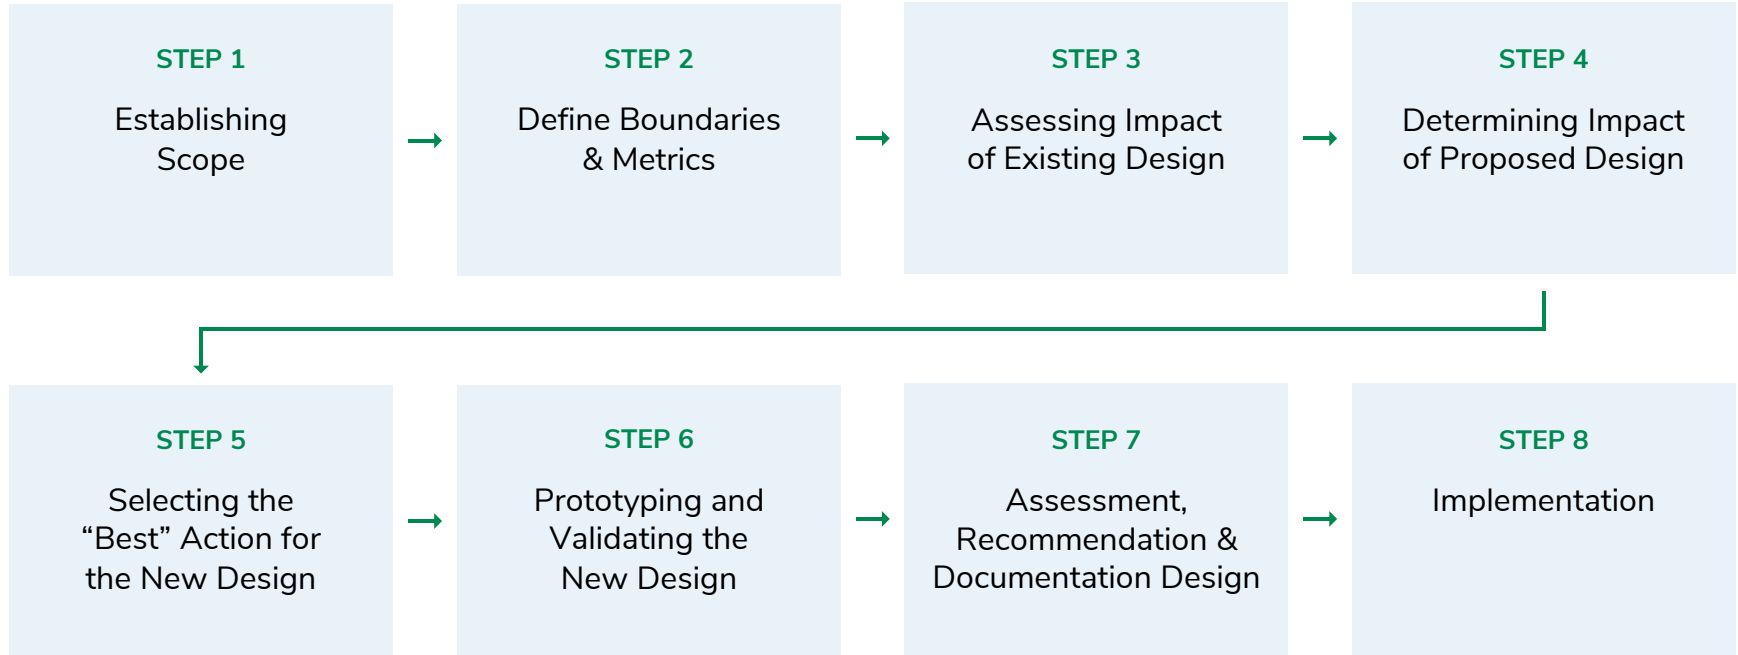 STEP 1
Establishing
Scope
STEP 2
Define Boundaries
& Metrics
STEP 3
Assessing Impact
of Existing Design
STEP 4
Determining Impact
of Proposed Design
STEP 5
Selecting the
“Best” Action for
the New Design
STEP 6
Prototyping and
Validating the
New Design
STEP 7
Assessment,
Recommendation &
Documentation Design
STEP 8
Implementation